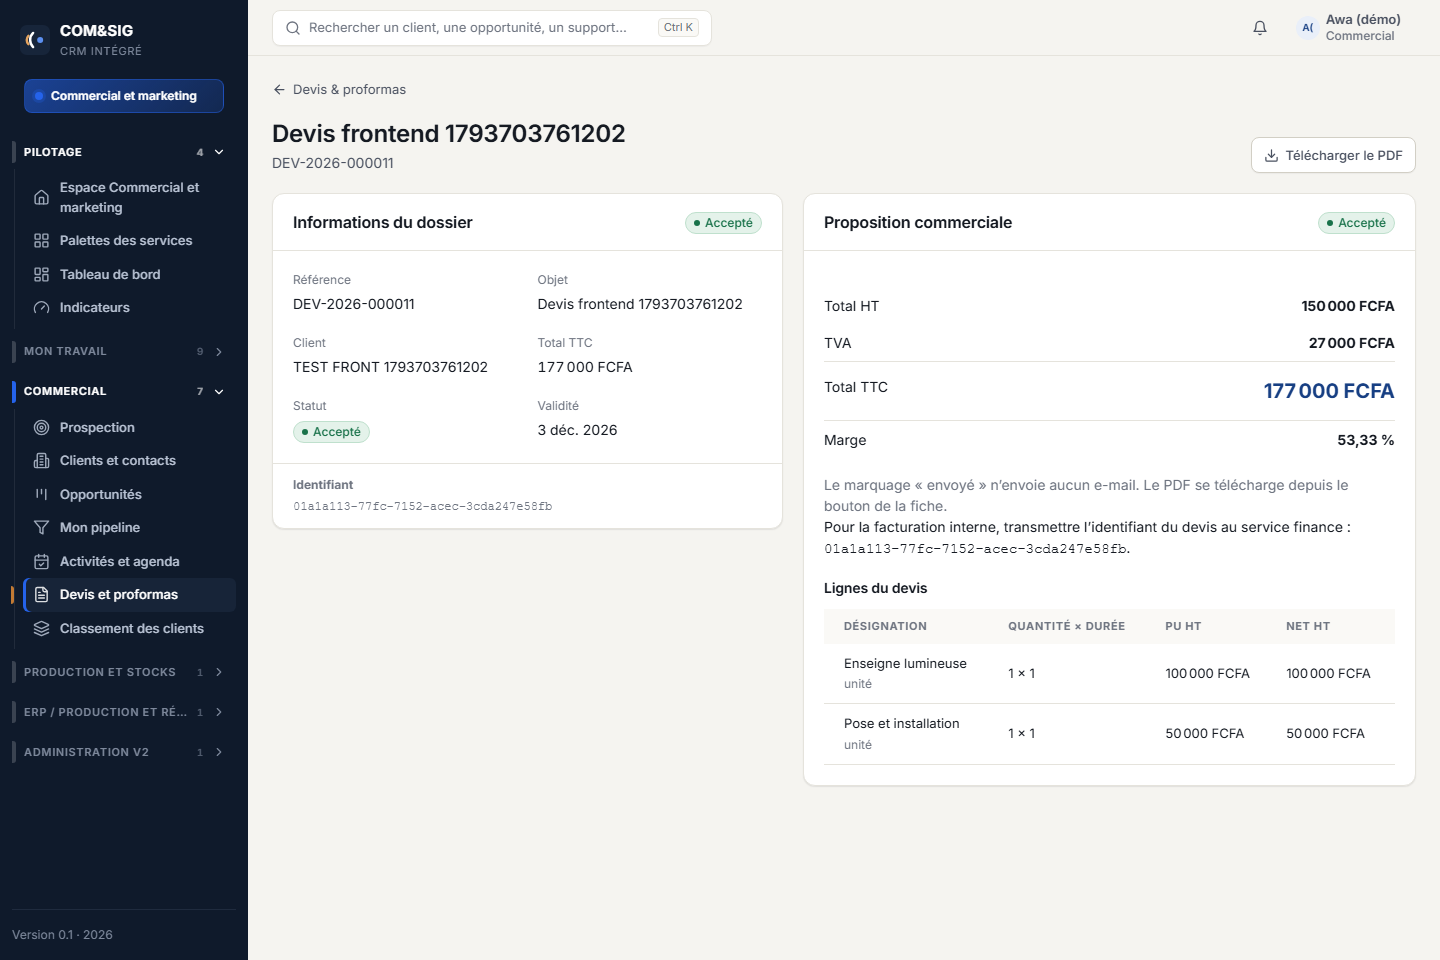 COM&SIG
CRM INTÉGRÉ
Commercial et marketing
PILOTAGE 4
Espace Commercial et
marketing
Palettes des services
Tableau de bord
Indicateurs
MON TRAVAIL 9
COMMERCIAL 7
Prospection
Clients et contacts
Opportunités
Mon pipeline
Activités et agenda
Devis et proformas
Classement des clients
PRODUCTION ET STOCKS 1
ERP / PRODUCTION ET RÉ... 1
ADMINISTRATION V2 1
Version 0.1 · 2026
Rechercher un client, une opportunité, un support... Ctrl K
A( Awa (démo)
Commercial
Devis & proformas
Devis frontend 1793703761202
DEV-2026-000011
Télécharger le PDF
Informations du dossier Accepté
Référence Objet
DEV-2026-000011 Devis frontend 1793703761202
Client Total TTC
TEST FRONT 1793703761202 177 000 FCFA
Statut Validité
Accepté 3 déc. 2026
Identifiant
01a1a113-77fc-7152-acec-3cda247e58fb
Proposition commerciale Accepté
Total HT 150 000 FCFA
TVA 27 000 FCFA
Total TTC 177 000 FCFA
Marge 53,33 %
Le marquage « envoyé » n’envoie aucun e-mail. Le PDF se télécharge depuis le
bouton de la fiche.
Pour la facturation interne, transmettre l’identifiant du devis au service finance :
01a1a113-77fc-7152-acec-3cda247e58fb.
Lignes du devis
DÉSIGNATION QUANTITÉ × DURÉE PU HT NET HT
Enseigne lumineuse
unité
1 × 1 100 000 FCFA 100 000 FCFA
Pose et installation
unité
1 × 1 50 000 FCFA 50 000 FCFA